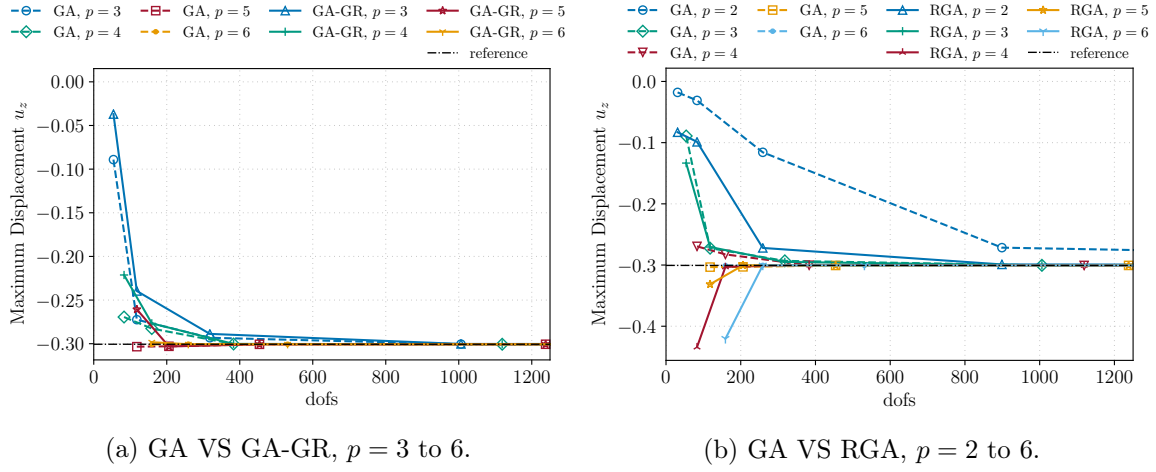 GA, p = 3
GA, p = 5
GA-GR, p = 3
GA-GR, p = 5
GA, p = 4
GA, p = 6
GA-GR, p = 4
GA-GR, p = 6
reference
0.00
−0.05
−0.10
−0.15
−0.20
−0.25
−0.30
Maximum Displacement u_z
0
200
400
600
800
1000
1200
dofs
(a) GA VS GA-GR, p = 3 to 6.
GA, p = 2
GA, p = 5
RGA, p = 2
RGA, p = 5
GA, p = 3
GA, p = 6
RGA, p = 3
RGA, p = 6
GA, p = 4
RGA, p = 4
reference
0.0
−0.1
−0.2
−0.3
−0.4
Maximum Displacement u_z
0
200
400
600
800
1000
1200
dofs
(b) GA VS RGA, p = 2 to 6.